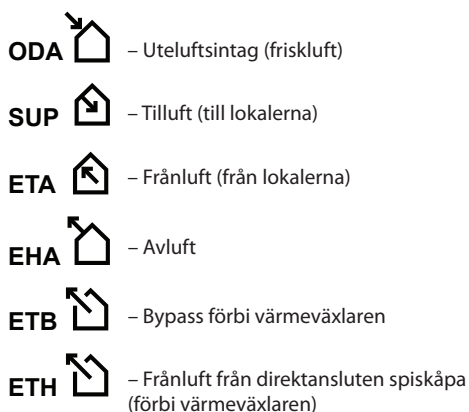 ODA – Uteluftsintag (friskluft)
SUP – Tilluft (till lokalerna)
ETA – Frånluft (från lokalerna)
EHA – Avluft
ETB – Bypass förbi värmeväxlaren
ETH – Frånluft från direktansluten spiskåpa
(förbi värmeväxlaren)